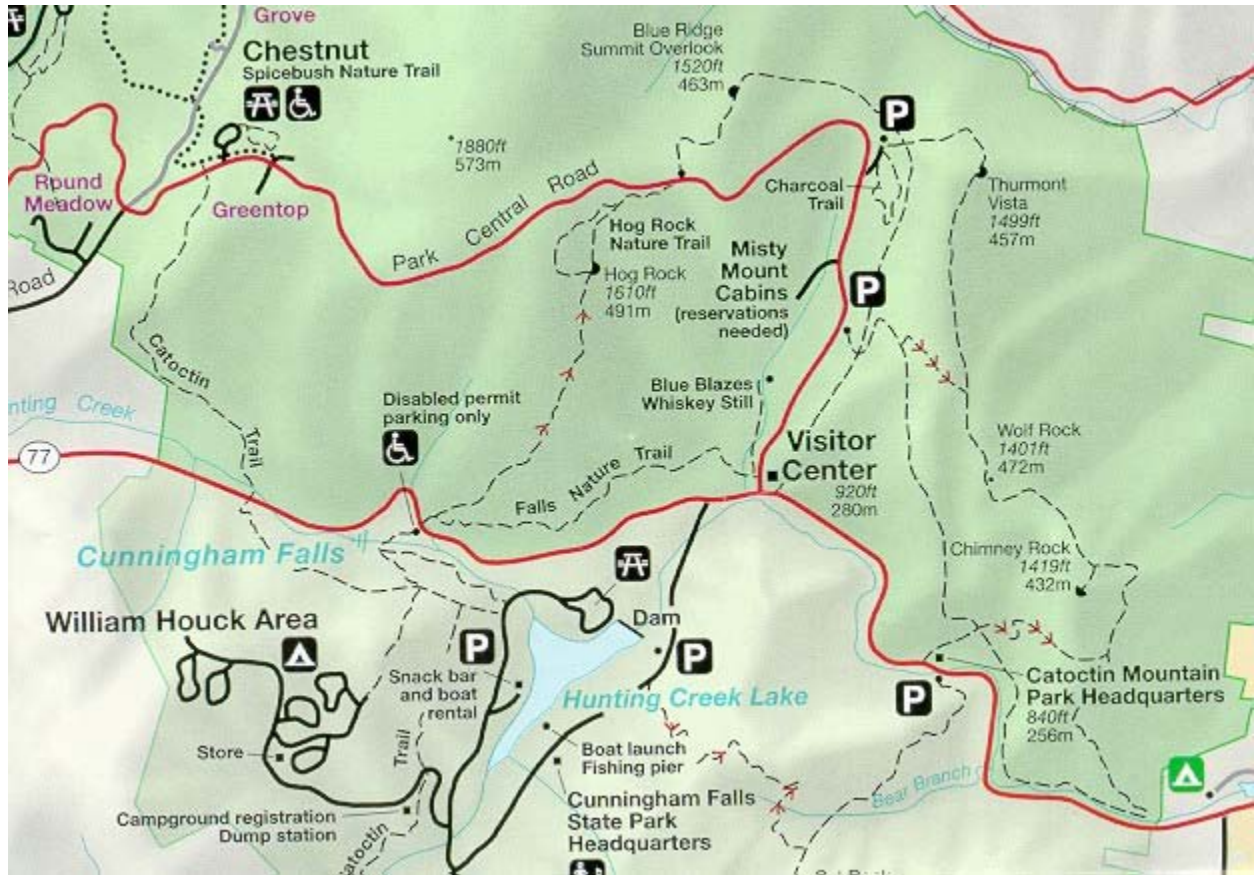 Grove
Chestnut
Spicebush Nature Trail
Blue Ridge
Summit Overlook
1520ft
463m
P
1880ft
573m
Round
Meadow
Greentop
Park Central Road
Road
Charcoal
Trail
Thurmont
Vista
1499ft
457m
Hog Rock
Nature Trail
Hog Rock
1610ft
491m
Misty
Mount
Cabins
(reservations
needed)
P
Catoctin
Trail
nting Creek
77
Disabled permit
parking only
Blue Blazes
Whiskey Still
Falls Nature Trail
Visitor
Center
920ft
280m
Wolf Rock
1401ft
472m
Cunningham Falls
Chimney Rock
1419ft
432m
William Houck Area
Dam
P
P
Snack bar
and boat
rental
Hunting Creek Lake
Catoctin Mountain
Park Headquarters
840ft
256m
P
Store
Trail
Boat launch
Fishing pier
Bear Branch
Campground registration
Dump station
Cunningham Falls
State Park
Headquarters
atoctin